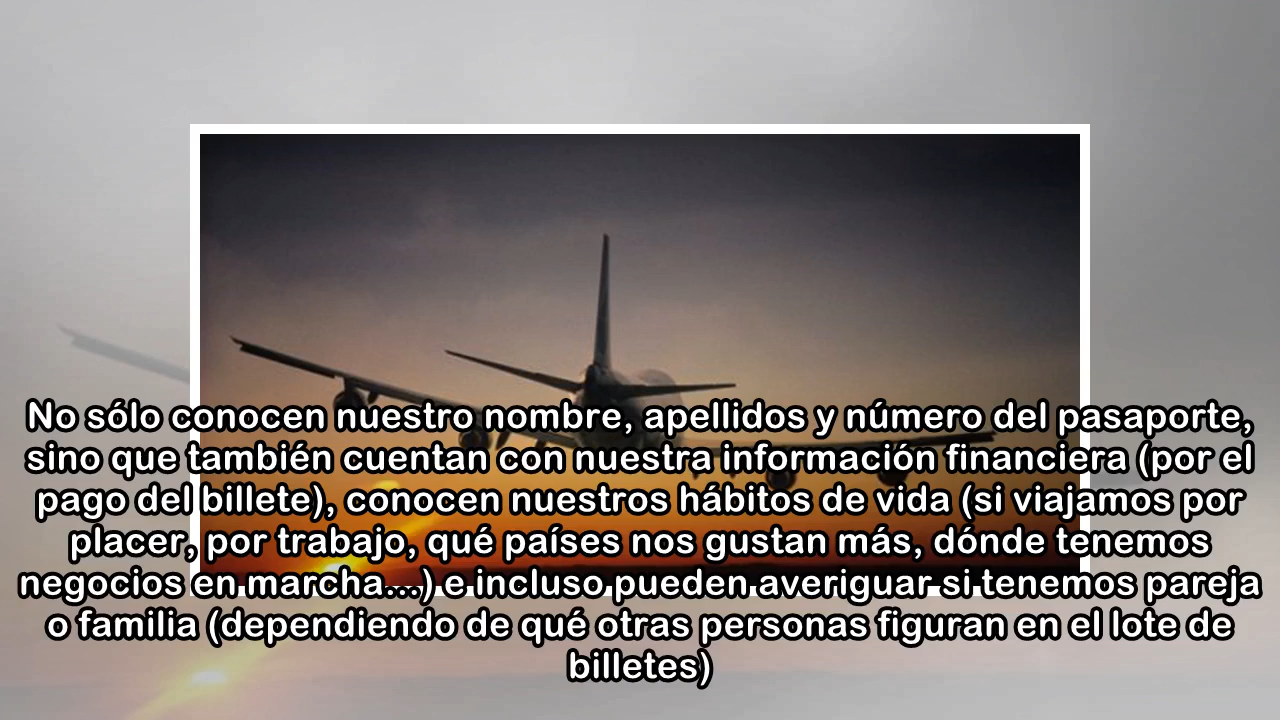 No sólo conocen nuestro nombre, apellidos y número del pasaporte,
sino que también cuentan con nuestra información financiera (por el
pago del billete), conocen nuestros hábitos de vida (si viajamos por
placer, por trabajo, qué países nos gustan más, dónde tenemos
negocios en marcha...) e incluso pueden averiguar si tenemos pareja
o familia (dependiendo de qué otras personas figuran en el lote de
billetes)